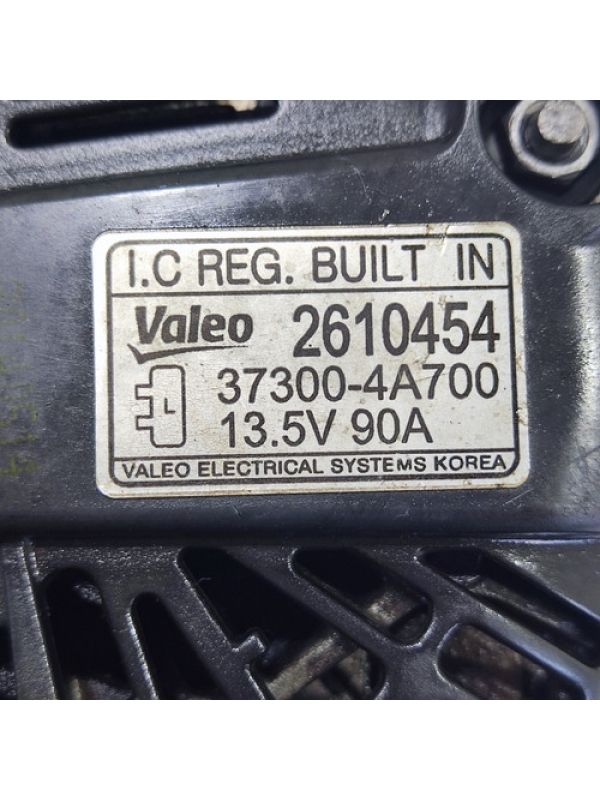 I.C REG. BUILT IN
Valeo 2610454
37300-4A700
L 13.5V 90A
VALEO ELECTRICAL SYSTEMS KOREA